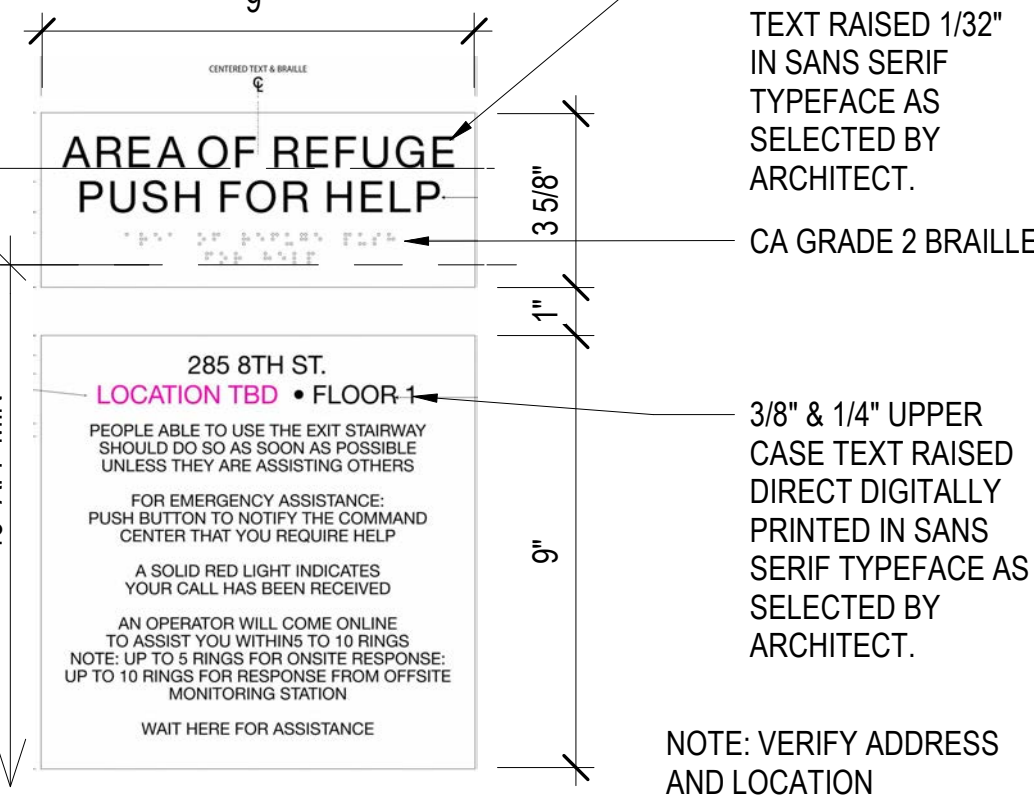 9"
CENTERED TEXT & BRAILLE
AREA OF REFUGE
PUSH FOR HELP
3 5/8"
1"
285 8TH ST.
LOCATION TBD • FLOOR 1
PEOPLE ABLE TO USE THE EXIT STAIRWAY
SHOULD DO SO AS SOON AS POSSIBLE
UNLESS THEY ARE ASSISTING OTHERS
FOR EMERGENCY ASSISTANCE:
PUSH BUTTON TO NOTIFY THE COMMAND
CENTER THAT YOU REQUIRE HELP
A SOLID RED LIGHT INDICATES
YOUR CALL HAS BEEN RECEIVED
AN OPERATOR WILL COME ONLINE
TO ASSIST YOU WITHIN5 TO 10 RINGS
NOTE: UP TO 5 RINGS FOR ONSITE RESPONSE:
UP TO 10 RINGS FOR RESPONSE FROM OFFSITE
MONITORING STATION
WAIT HERE FOR ASSISTANCE
9"
TEXT RAISED 1/32"
IN SANS SERIF
TYPEFACE AS
SELECTED BY
ARCHITECT.
CA GRADE 2 BRAILLE
3/8" & 1/4" UPPER
CASE TEXT RAISED
DIRECT DIGITALLY
PRINTED IN SANS
SERIF TYPEFACE AS
SELECTED BY
ARCHITECT.
NOTE: VERIFY ADDRESS
AND LOCATION